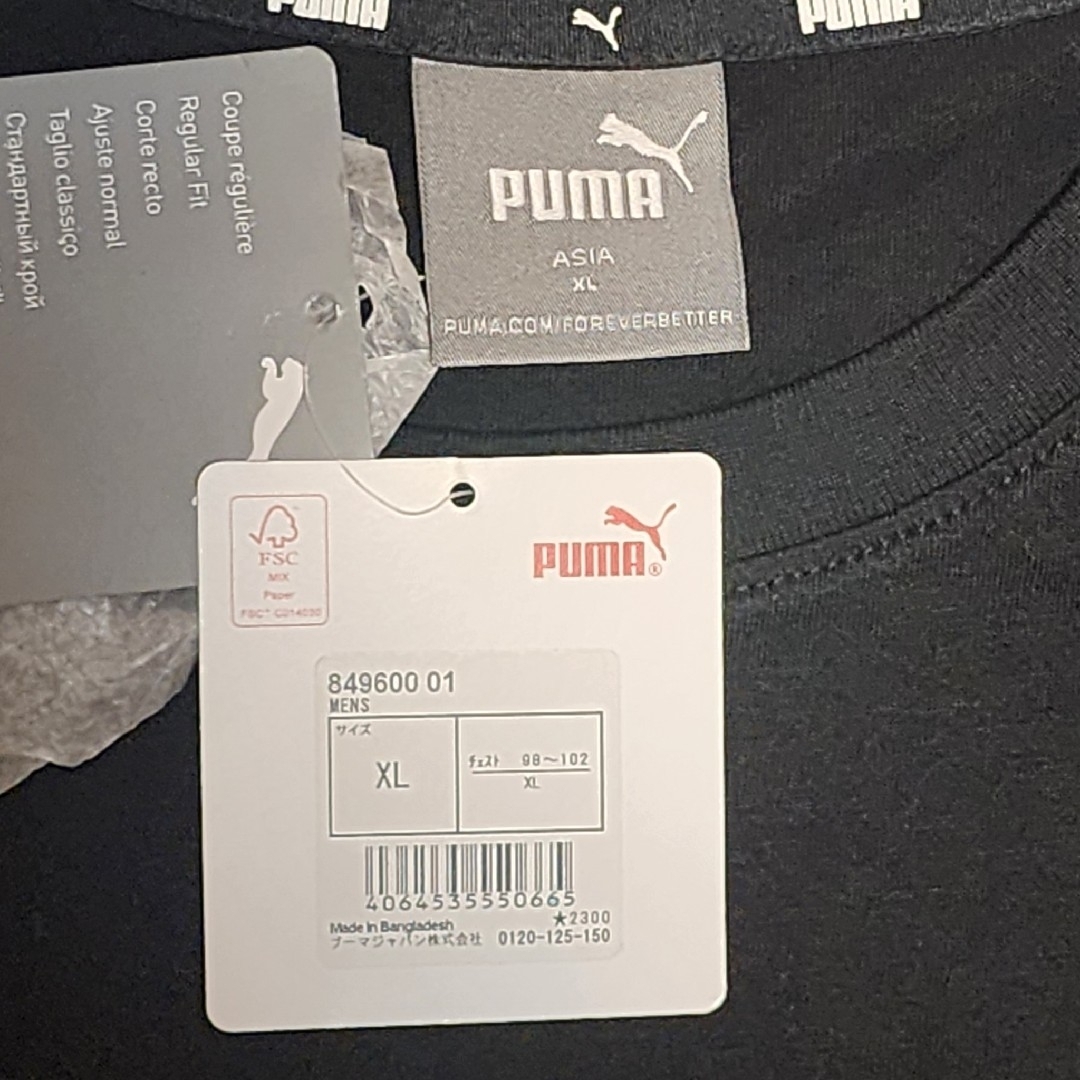 PUMA
PUMA
Coupe régulière
Regular Fit
Corte recto
Ajuste normal
Taglio classico
Стандартный крой
PUMA
ASIA
XL
PUMA.COM/FOREVERBETTER
FSC
MIX
Paper
FSC™ C014050
PUMA®
849600 01
MENS
サイズ
XL
チェスト 98～102
XL
4064535550665
★2300
Made in Bangladesh
プーマジャパン株式会社 0120-125-150